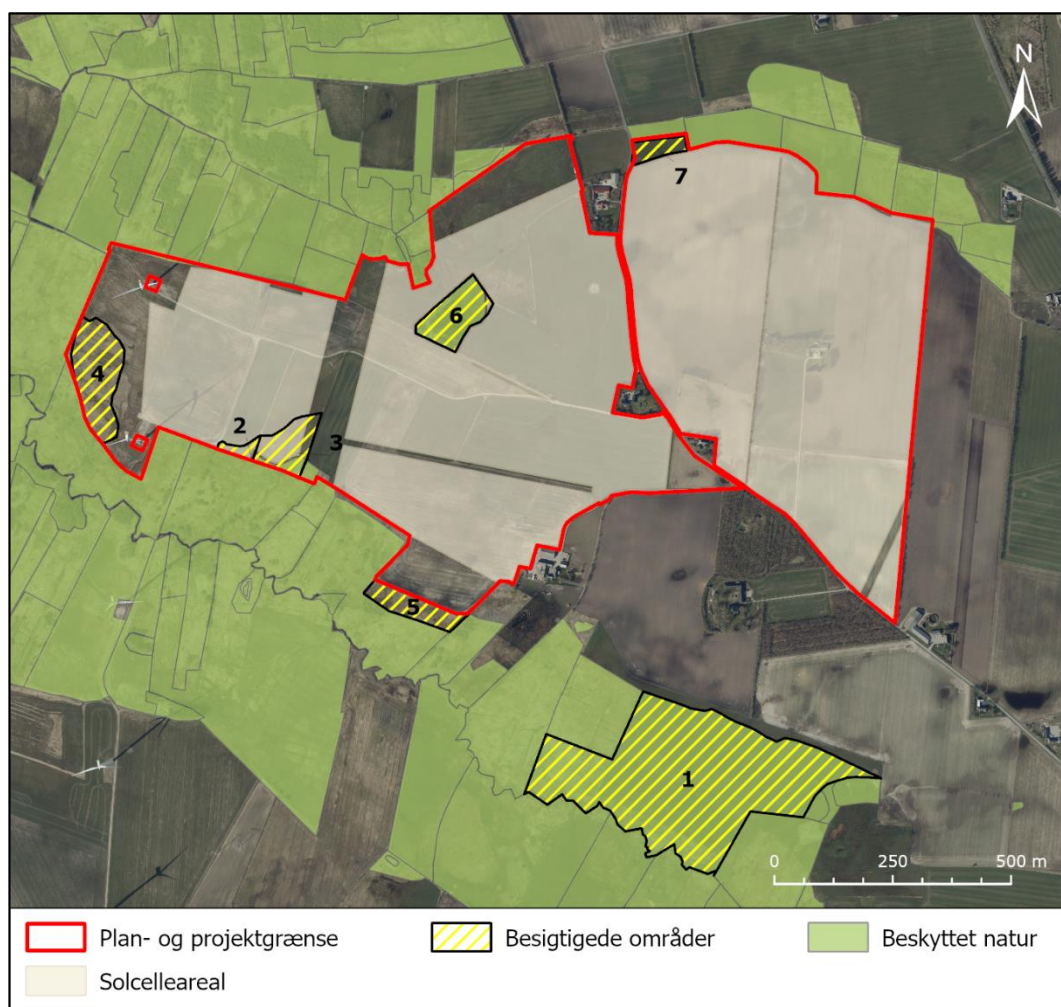 N
7
6
4
2
3
5
1
0 250 500 m
Plan- og projektgrænse
Besigtigede områder
Beskyttet natur
Solcelleareal